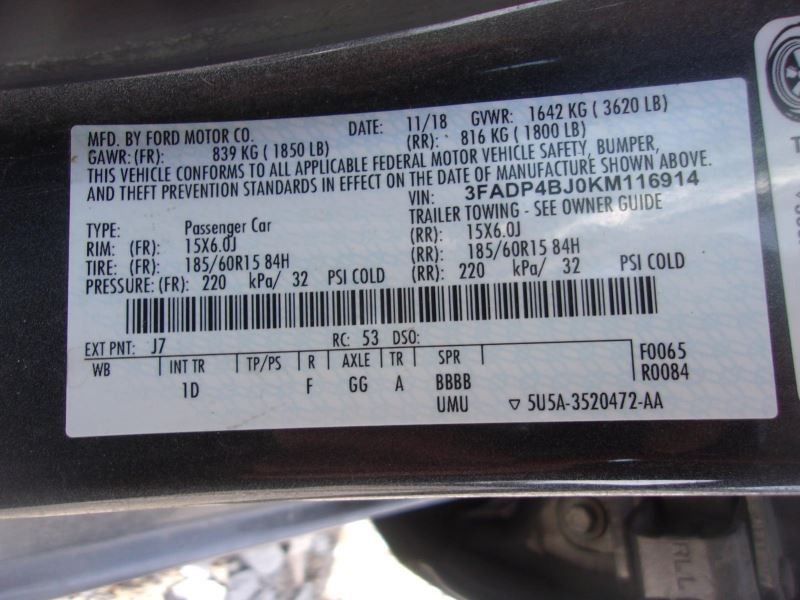 MFD. BY FORD MOTOR CO. DATE: 11/18 GVWR: 1642 KG ( 3620 LB)
GAWR: (FR): 839 KG ( 1850 LB) (RR): 816 KG ( 1800 LB)
THIS VEHICLE CONFORMS TO ALL APPLICABLE FEDERAL MOTOR VEHICLE SAFETY, BUMPER,
AND THEFT PREVENTION STANDARDS IN EFFECT ON THE DATE OF MANUFACTURE SHOWN ABOVE.
VIN: 3FADP4BJ0KM116914
TYPE: Passenger Car TRAILER TOWING - SEE OWNER GUIDE
RIM: (FR): 15X6.0J (RR): 15X6.0J
TIRE: (FR): 185/60R15 84H (RR): 185/60R15 84H
PRESSURE: (FR): 220 kPa/ 32 PSI COLD (RR): 220 kPa/ 32 PSI COLD
EXT PNT: J7 RC: 53 DSO:
WB INT TR TP/PS R AXLE TR SPR F0065
1D F GG A BBBB R0084
UMU ▽ 5U5A-3520472-AA
RLL